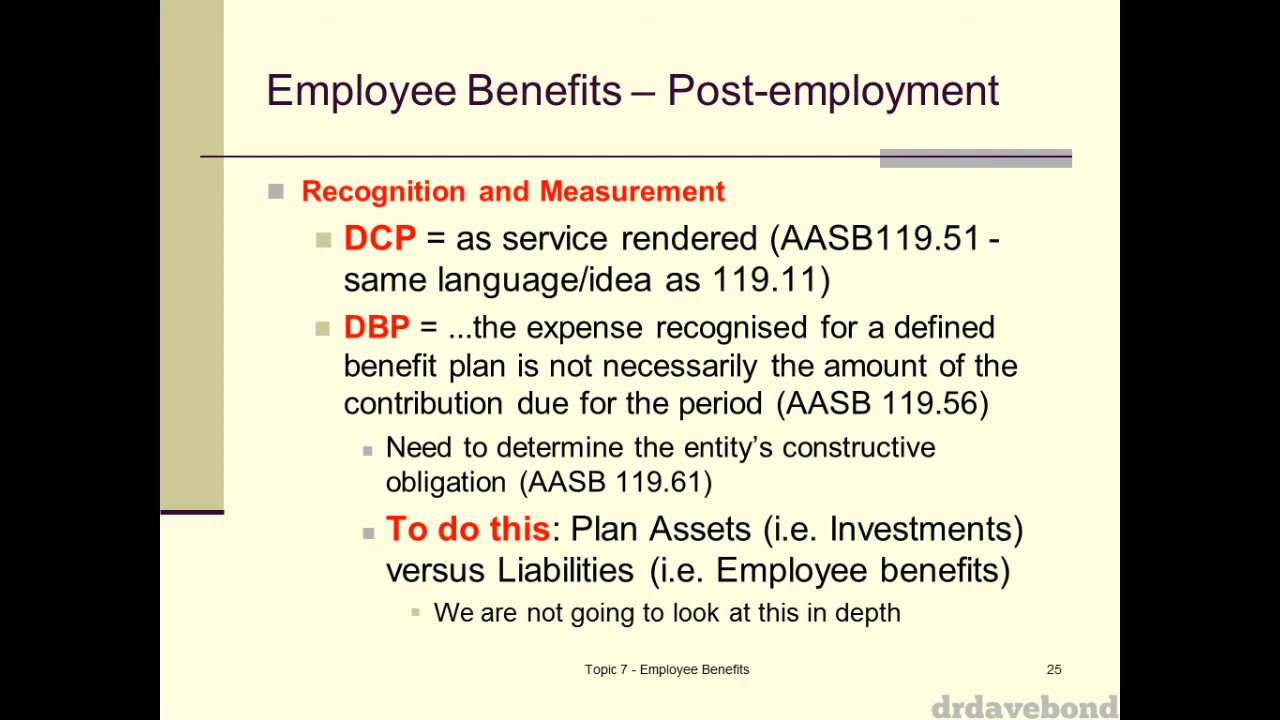 Employee Benefits – Post-employment
Recognition and Measurement
DCP = as service rendered (AASB119.51 -
same language/idea as 119.11)
DBP = ...the expense recognised for a defined
benefit plan is not necessarily the amount of the
contribution due for the period (AASB 119.56)
Need to determine the entity's constructive
obligation (AASB 119.61)
To do this: Plan Assets (i.e. Investments)
versus Liabilities (i.e. Employee benefits)
We are not going to look at this in depth
Topic 7 - Employee Benefits
25
drdavebond